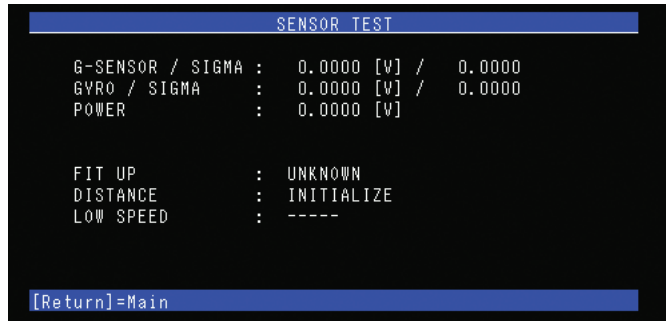 SENSOR TEST
G-SENSOR / SIGMA : 0.0000 [V] / 0.0000
GYRO / SIGMA : 0.0000 [V] / 0.0000
POWER : 0.0000 [V]
FIT UP : UNKNOWN
DISTANCE : INITIALIZE
LOW SPEED : -----
[Return]=Main